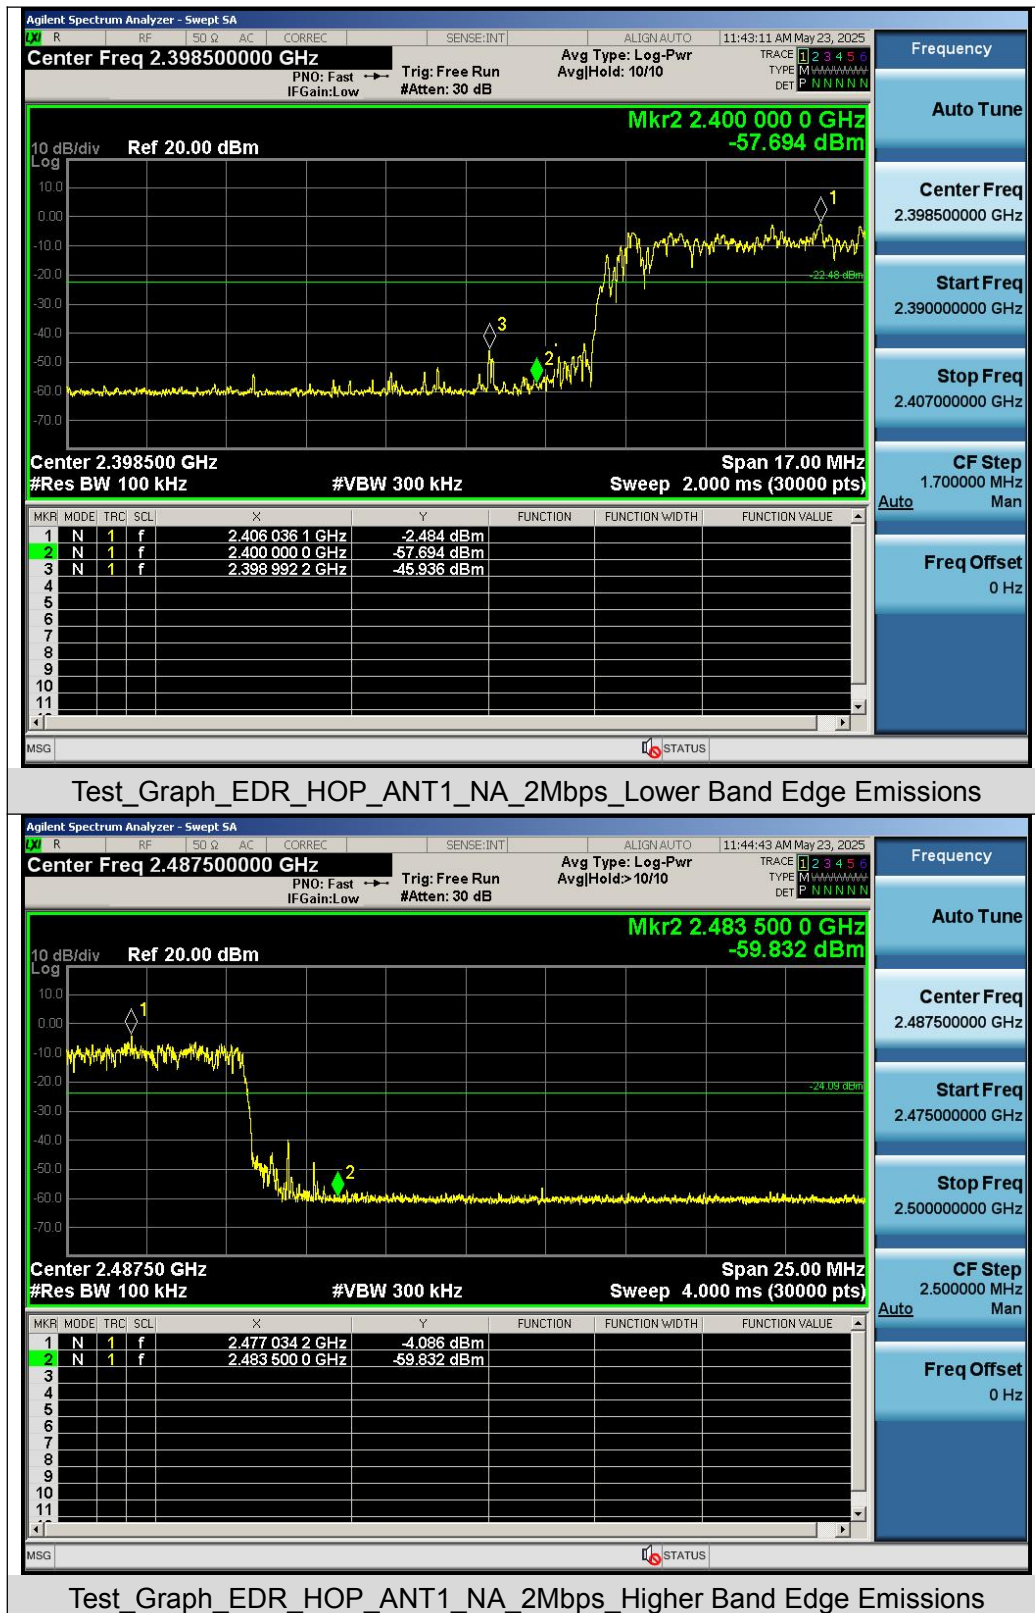 Agilent Spectrum Analyzer - Swept SA
LXI R RF 50 Ω AC CORREC SENSE:INT ALIGN AUTO 11:43:11 AM May 23, 2025
Center Freq 2.398500000 GHz Avg Type: Log-Pwr TRACE 1 2 3 4 5 6
PNO: Fast Trig: Free Run Avg|Hold: 10/10 TYPE M
IFGain:Low #Atten: 30 dB DET P N N N N N
Mkr2 2.400 000 0 GHz
-57.694 dBm
10 dB/div Ref 20.00 dBm
Log
10.0
0.00
-10.0
-20.0
-30.0
-40.0
-50.0
-60.0
-70.0
1
-22.48 dBm
3
2
Center 2.398500 GHz Span 17.00 MHz
#Res BW 100 kHz #VBW 300 kHz Sweep 2.000 ms (30000 pts)
MKR MODE TRC SCL X Y FUNCTION FUNCTION WIDTH FUNCTION VALUE
1 N 1 f 2.406 036 1 GHz -2.484 dBm
2 N 1 f 2.400 000 0 GHz -57.694 dBm
3 N 1 f 2.398 992 2 GHz -45.936 dBm
4
5
6
7
8
9
10
11
MSG STATUS
Frequency
Auto Tune
Center Freq
2.398500000 GHz
Start Freq
2.390000000 GHz
Stop Freq
2.407000000 GHz
CF Step
1.700000 MHz
Auto Man
Freq Offset
0 Hz
Test_Graph_EDR_HOP_ANT1_NA_2Mbps_Lower Band Edge Emissions
Agilent Spectrum Analyzer - Swept SA
LXI R RF 50 Ω AC CORREC SENSE:INT ALIGN AUTO 11:44:43 AM May 23, 2025
Center Freq 2.487500000 GHz Avg Type: Log-Pwr TRACE 1 2 3 4 5 6
PNO: Fast Trig: Free Run Avg|Hold:>10/10 TYPE M
IFGain:Low #Atten: 30 dB DET P N N N N N
Mkr2 2.483 500 0 GHz
-59.832 dBm
10 dB/div Ref 20.00 dBm
Log
10.0
0.00
-10.0
-20.0
-30.0
-40.0
-50.0
-60.0
-70.0
1
-24.09 dBm
2
Center 2.48750 GHz Span 25.00 MHz
#Res BW 100 kHz #VBW 300 kHz Sweep 4.000 ms (30000 pts)
MKR MODE TRC SCL X Y FUNCTION FUNCTION WIDTH FUNCTION VALUE
1 N 1 f 2.477 034 2 GHz -4.086 dBm
2 N 1 f 2.483 500 0 GHz -59.832 dBm
3
4
5
6
7
8
9
10
11
MSG STATUS
Frequency
Auto Tune
Center Freq
2.487500000 GHz
Start Freq
2.475000000 GHz
Stop Freq
2.500000000 GHz
CF Step
2.500000 MHz
Auto Man
Freq Offset
0 Hz
Test_Graph_EDR_HOP_ANT1_NA_2Mbps_Higher Band Edge Emissions